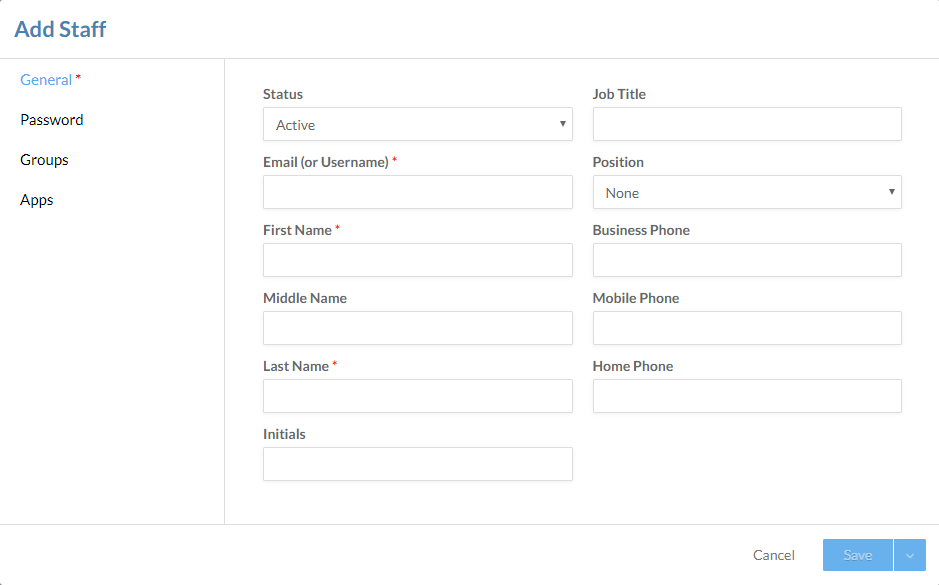 Add Staff
General *
Password
Groups
Apps
Status
Active
Email (or Username) *
First Name *
Middle Name
Last Name *
Initials
Job Title
Position
None
Business Phone
Mobile Phone
Home Phone
Cancel
Save